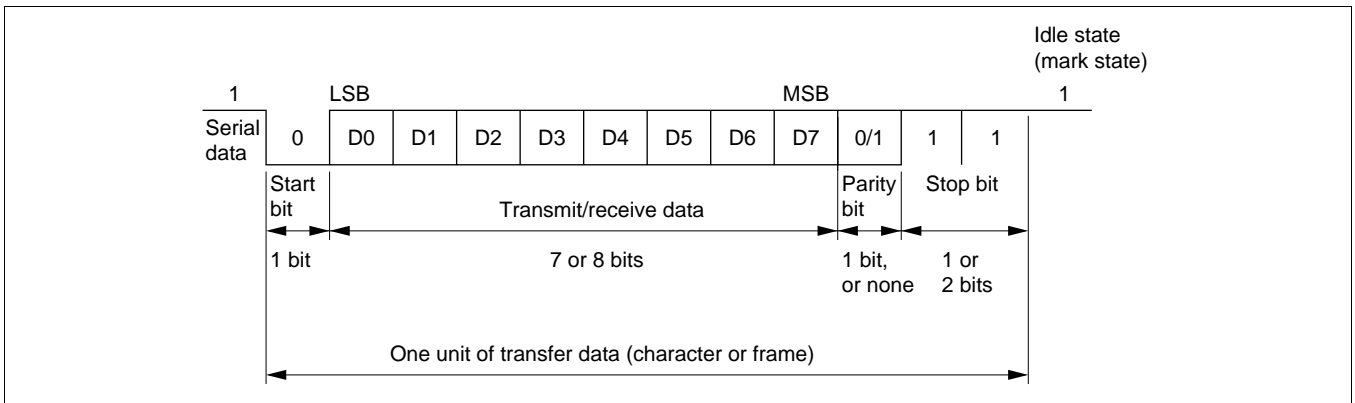 Idle state
(mark state)
1 LSB MSB 1
Serial
data
0 D0 D1 D2 D3 D4 D5 D6 D7 0/1 1 1
Start
bit
Transmit/receive data
Parity
bit
Stop bit
1 bit
7 or 8 bits
1 bit,
or none
1 or
2 bits
One unit of transfer data (character or frame)